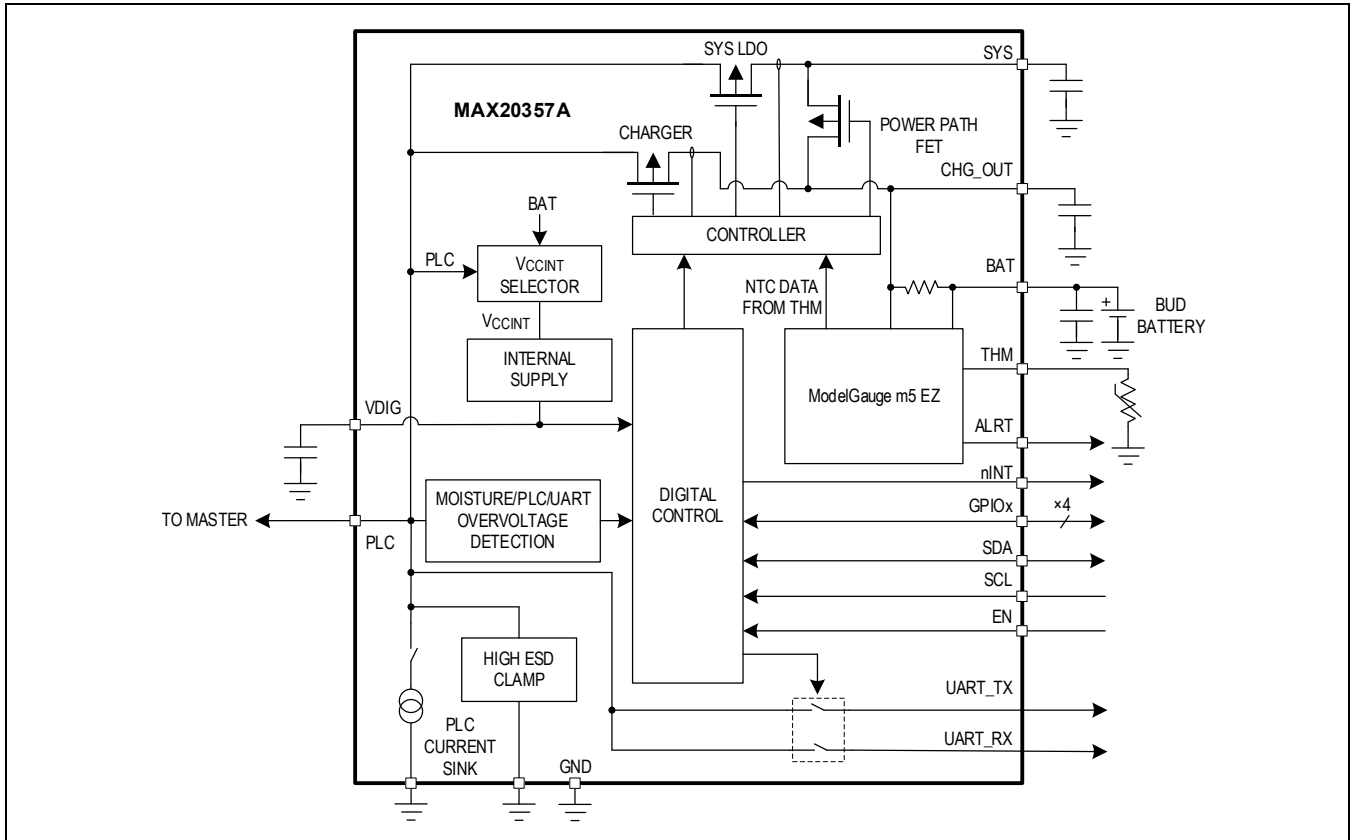 SYS LDO
SYS
MAX20357A
POWER PATH
FET
CHARGER
CHG_OUT
BAT
CONTROLLER
PLC
VCCINT
SELECTOR
NTC DATA
FROM THM
BAT
BUD
BATTERY
VCCINT
INTERNAL
SUPPLY
THM
ModelGauge m5 EZ
VDIG
ALRT
nINT
DIGITAL
CONTROL
GPIOx
×4
MOISTURE/PLC/UART
OVERVOLTAGE
DETECTION
TO MASTER
PLC
SDA
SCL
EN
HIGH ESD
CLAMP
UART_TX
PLC
CURRENT
SINK
UART_RX
GND
+